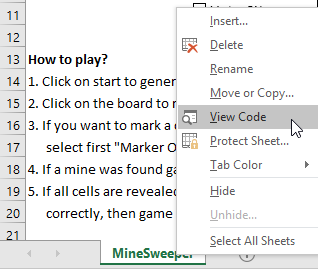 11
12
13 How to play?
14 1. Click on start to gener
15 2. Click on the board to
16 3. If you want to mark a
17 select first "Marker O
18 4. If a mine was found ga
19 5. If all cells are revealed
20 correctly, then game
21
MineSweeper
Insert...
Delete
Rename
Move or Copy...
View Code
Protect Sheet...
Tab Color
Hide
Unhide...
Select All Sheets